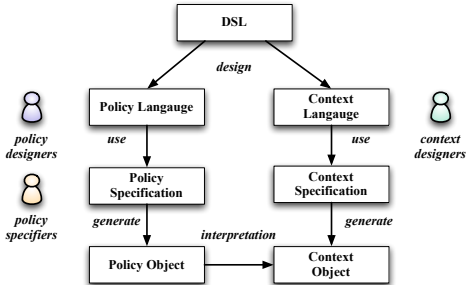 DSL
design
Policy Langauge
Context
Langauge
policy
designers
use
use
context
designers
Policy
Specification
Context
Specification
policy
specifiers
generate
interpretation
generate
Policy Object
Context
Object